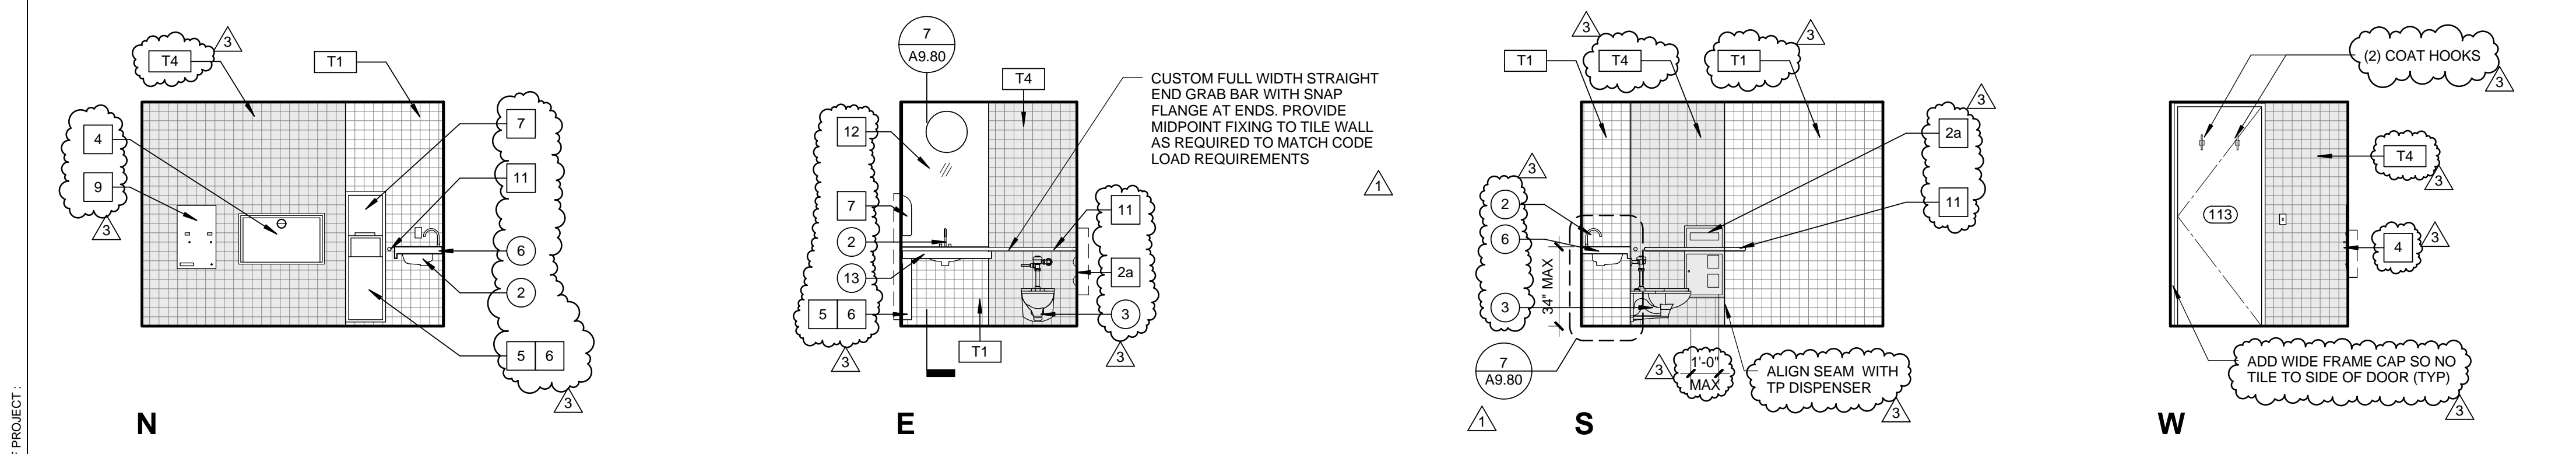 3
T4
T1
4
9
3
7
11
6
2
5 6
3
N
7
A9.80
T4
CUSTOM FULL WIDTH STRAIGHT
END GRAB BAR WITH SNAP
FLANGE AT ENDS. PROVIDE
MIDPOINT FIXING TO TILE WALL
AS REQUIRED TO MATCH CODE
LOAD REQUIREMENTS
1
12
7
2
13
5 6
3
11
2a
3
3
T1
E
3
3
T1
T4
T1
3
2a
11
3
2
6
3
34" MAX
7
A9.80
1
3
1'-0"
MAX
ALIGN SEAM WITH
TP DISPENSER
3
S
(2) COAT HOOKS
3
T4
3
113
4
3
ADD WIDE FRAME CAP SO NO
TILE TO SIDE OF DOOR (TYP)
3
W
PROJECT :